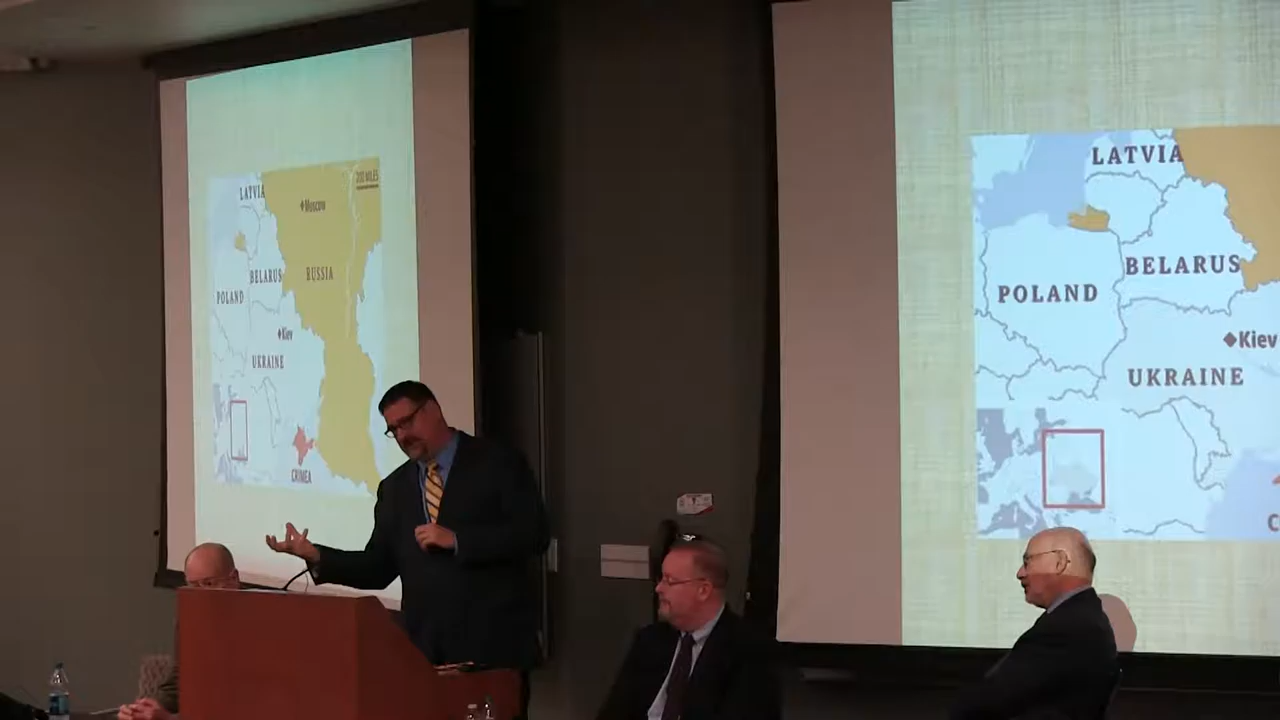 200 MILES
LATVIA
Moscow
RUSSIA
BELARUS
POLAND
Kiev
UKRAINE
CRIMEA
LATVIA
BELARUS
POLAND
Kiev
UKRAINE
C